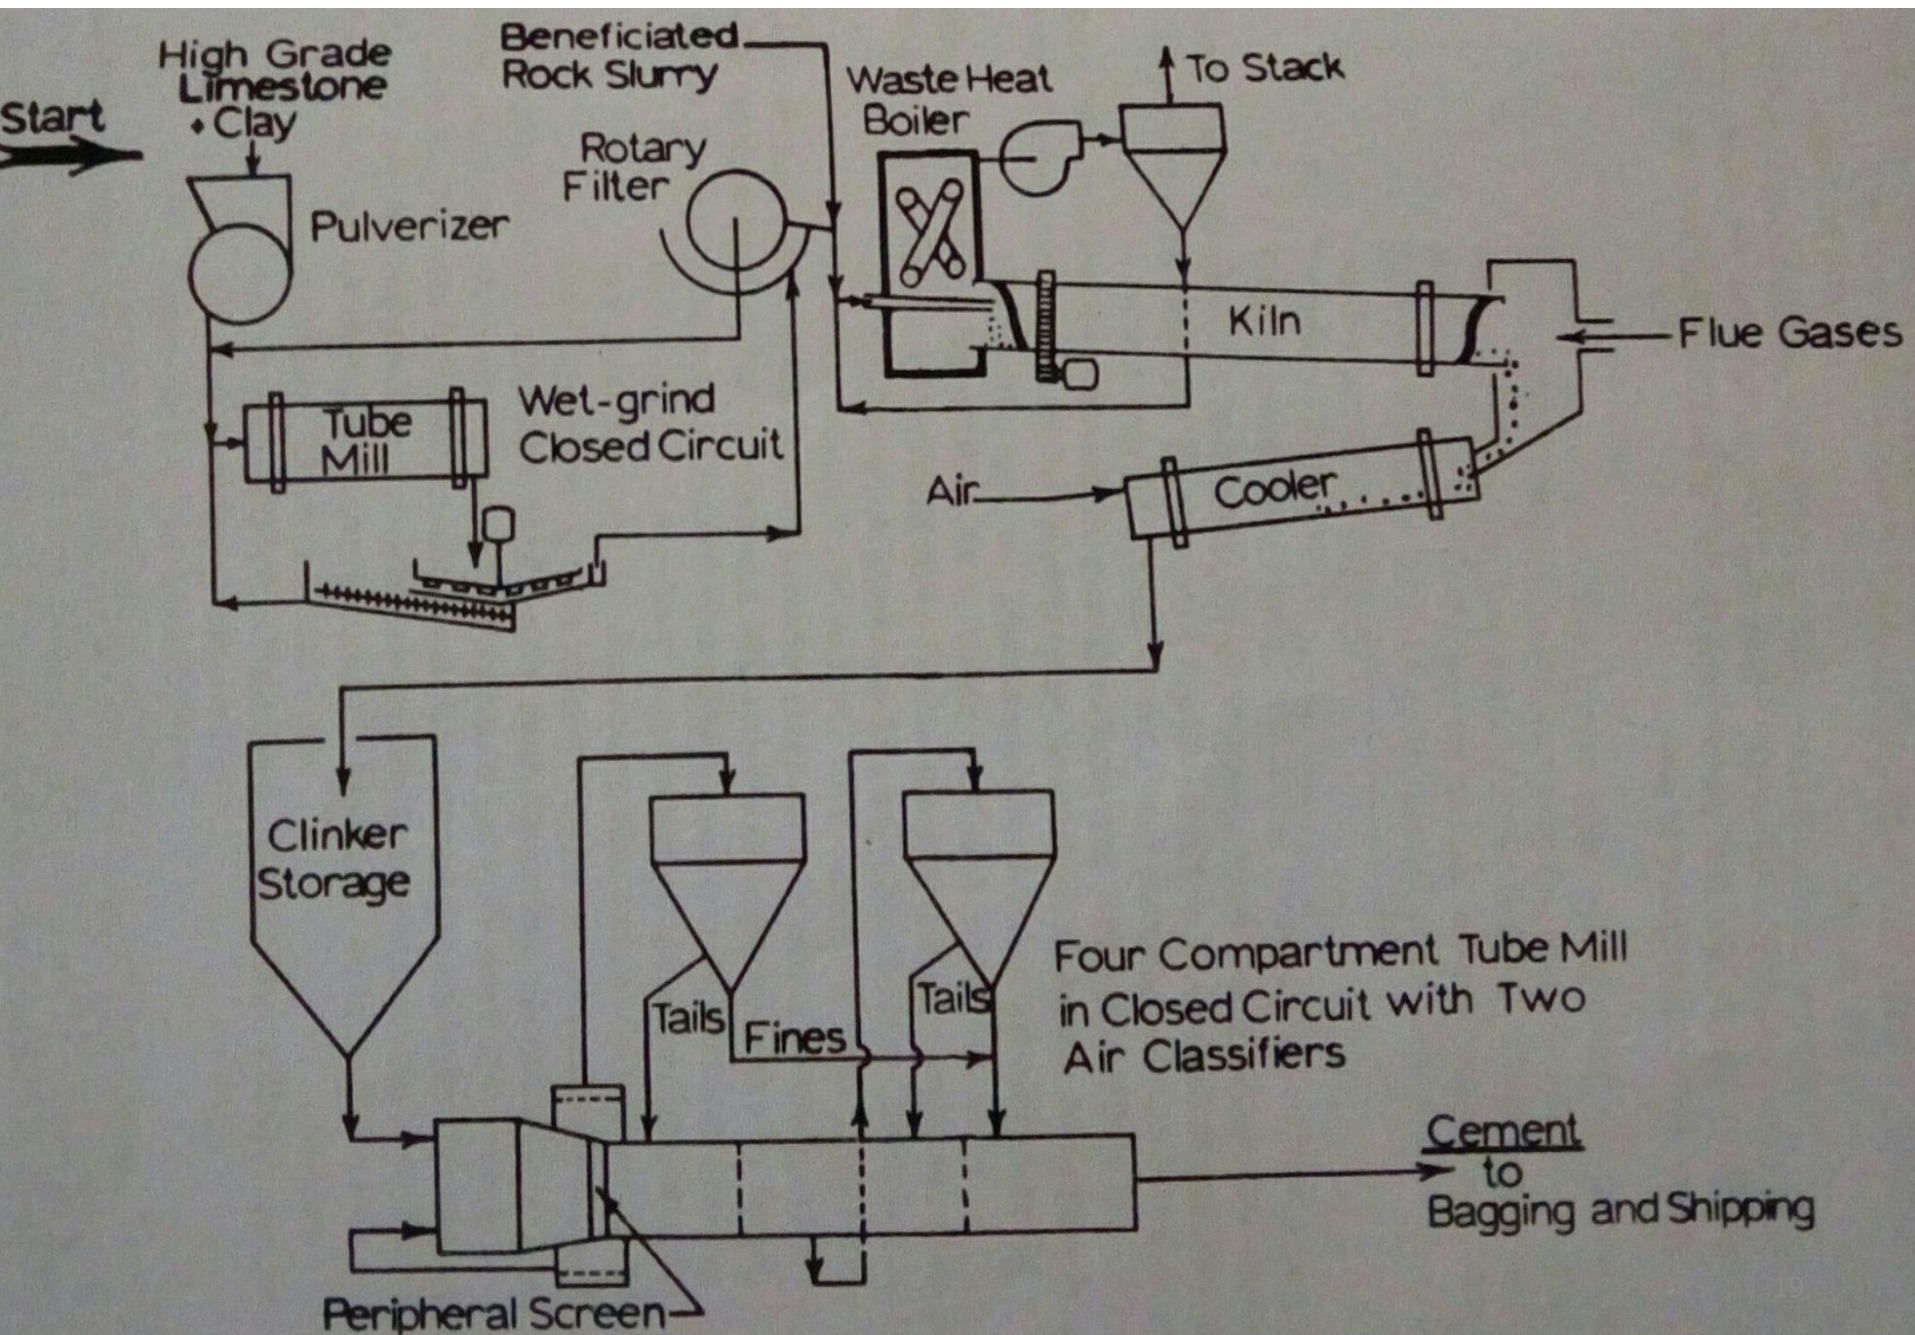 Start
High Grade
Limestone
+ Clay
Pulverizer
Beneficiated
Rock Slurry
Rotary
Filter
Waste Heat
Boiler
To Stack
Kiln
Flue Gases
Tube
Mill
Wet-grind
Closed Circuit
Air
Cooler
Clinker
Storage
Tails
Fines
Tails
Four Compartment Tube Mill
in Closed Circuit with Two
Air Classifiers
Cement
to
Bagging and Shipping
Peripheral Screen
19